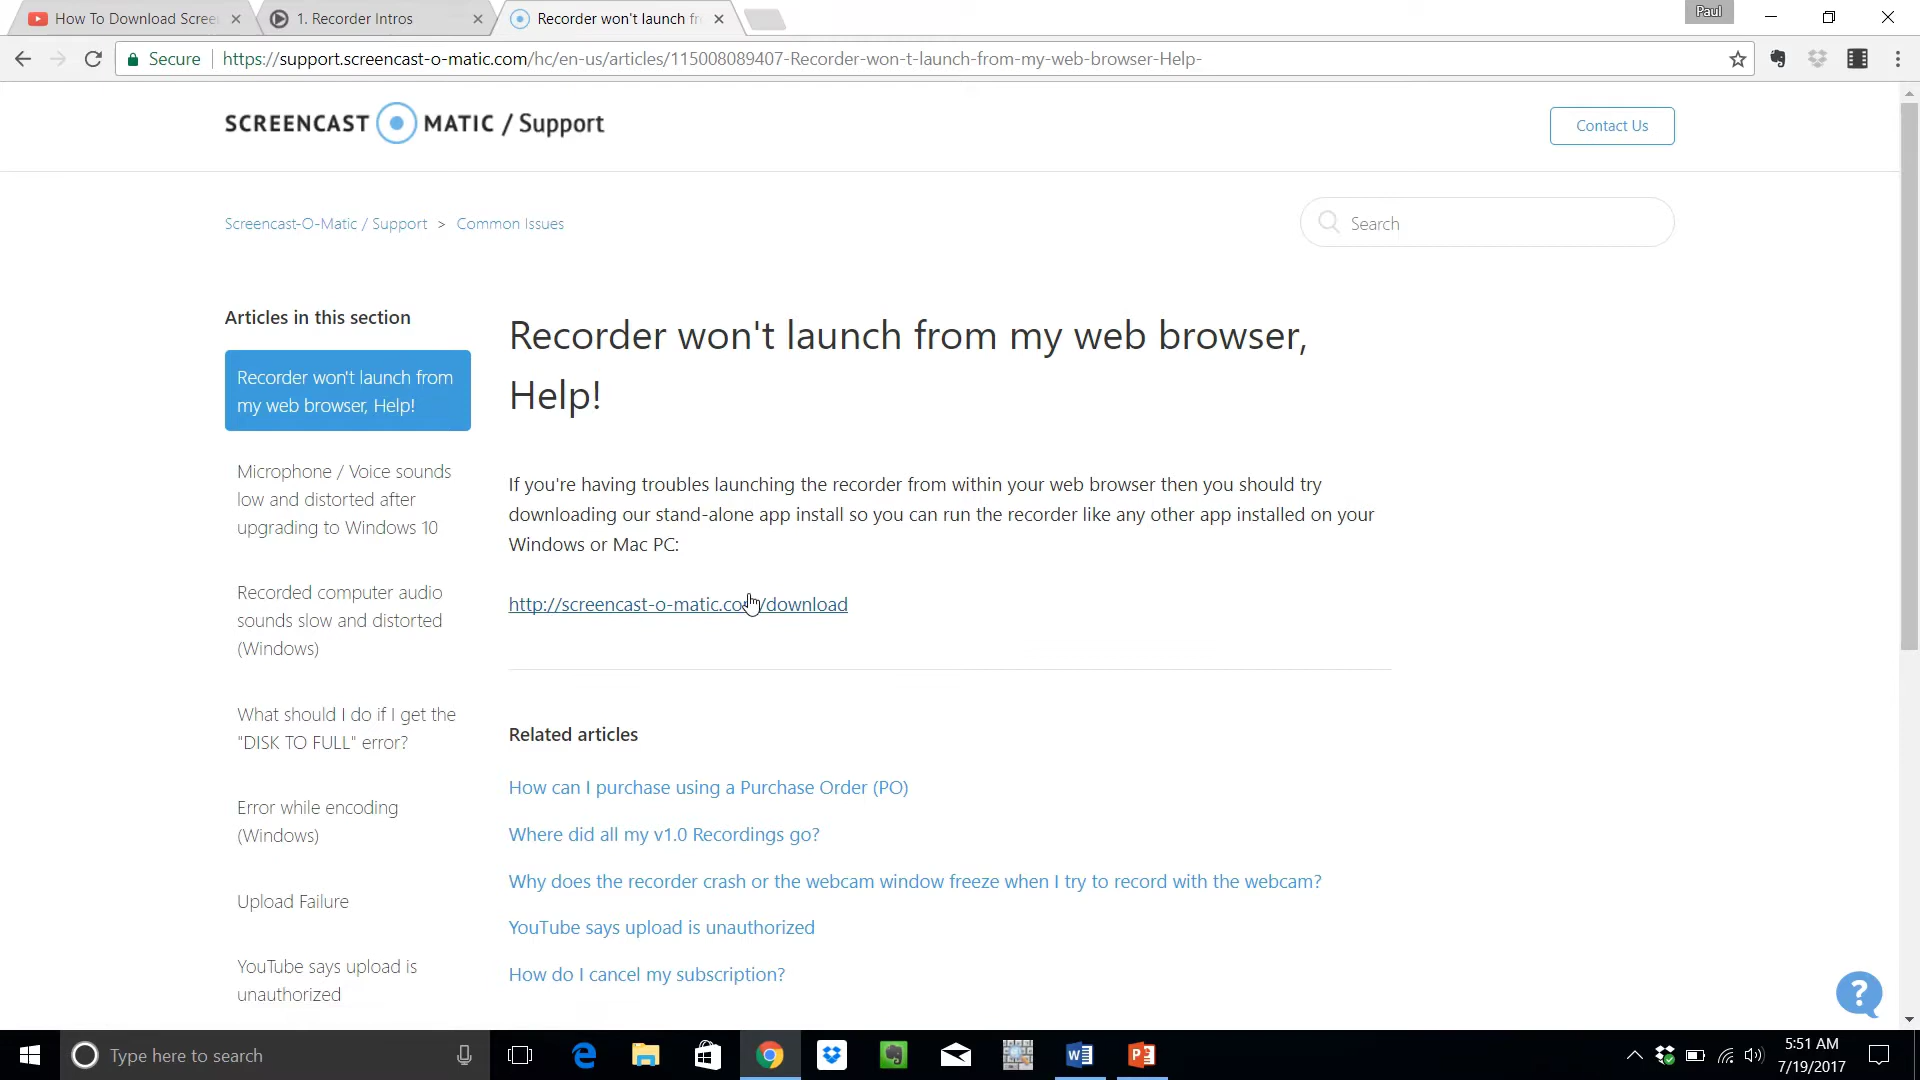 How To Download Scree
1. Recorder Intros
Recorder won't launch fr
Paul
Secure
https://support.screencast-o-matic.com/hc/en-us/articles/115008089407-Recorder-won-t-launch-from-my-web-browser-Help-
SCREENCAST MATIC / Support
Contact Us
Screencast-O-Matic / Support > Common Issues
Search
Articles in this section
Recorder won't launch from
my web browser, Help!
Microphone / Voice sounds
low and distorted after
upgrading to Windows 10
Recorded computer audio
sounds slow and distorted
(Windows)
What should I do if I get the
"DISK TO FULL" error?
Error while encoding
(Windows)
Upload Failure
YouTube says upload is
unauthorized
Recorder won't launch from my web browser,
Help!
If you're having troubles launching the recorder from within your web browser then you should try
downloading our stand-alone app install so you can run the recorder like any other app installed on your
Windows or Mac PC:
http://screencast-o-matic.com/download
Related articles
How can I purchase using a Purchase Order (PO)
Where did all my v1.0 Recordings go?
Why does the recorder crash or the webcam window freeze when I try to record with the webcam?
YouTube says upload is unauthorized
How do I cancel my subscription?
?
Type here to search
5:51 AM
7/19/2017